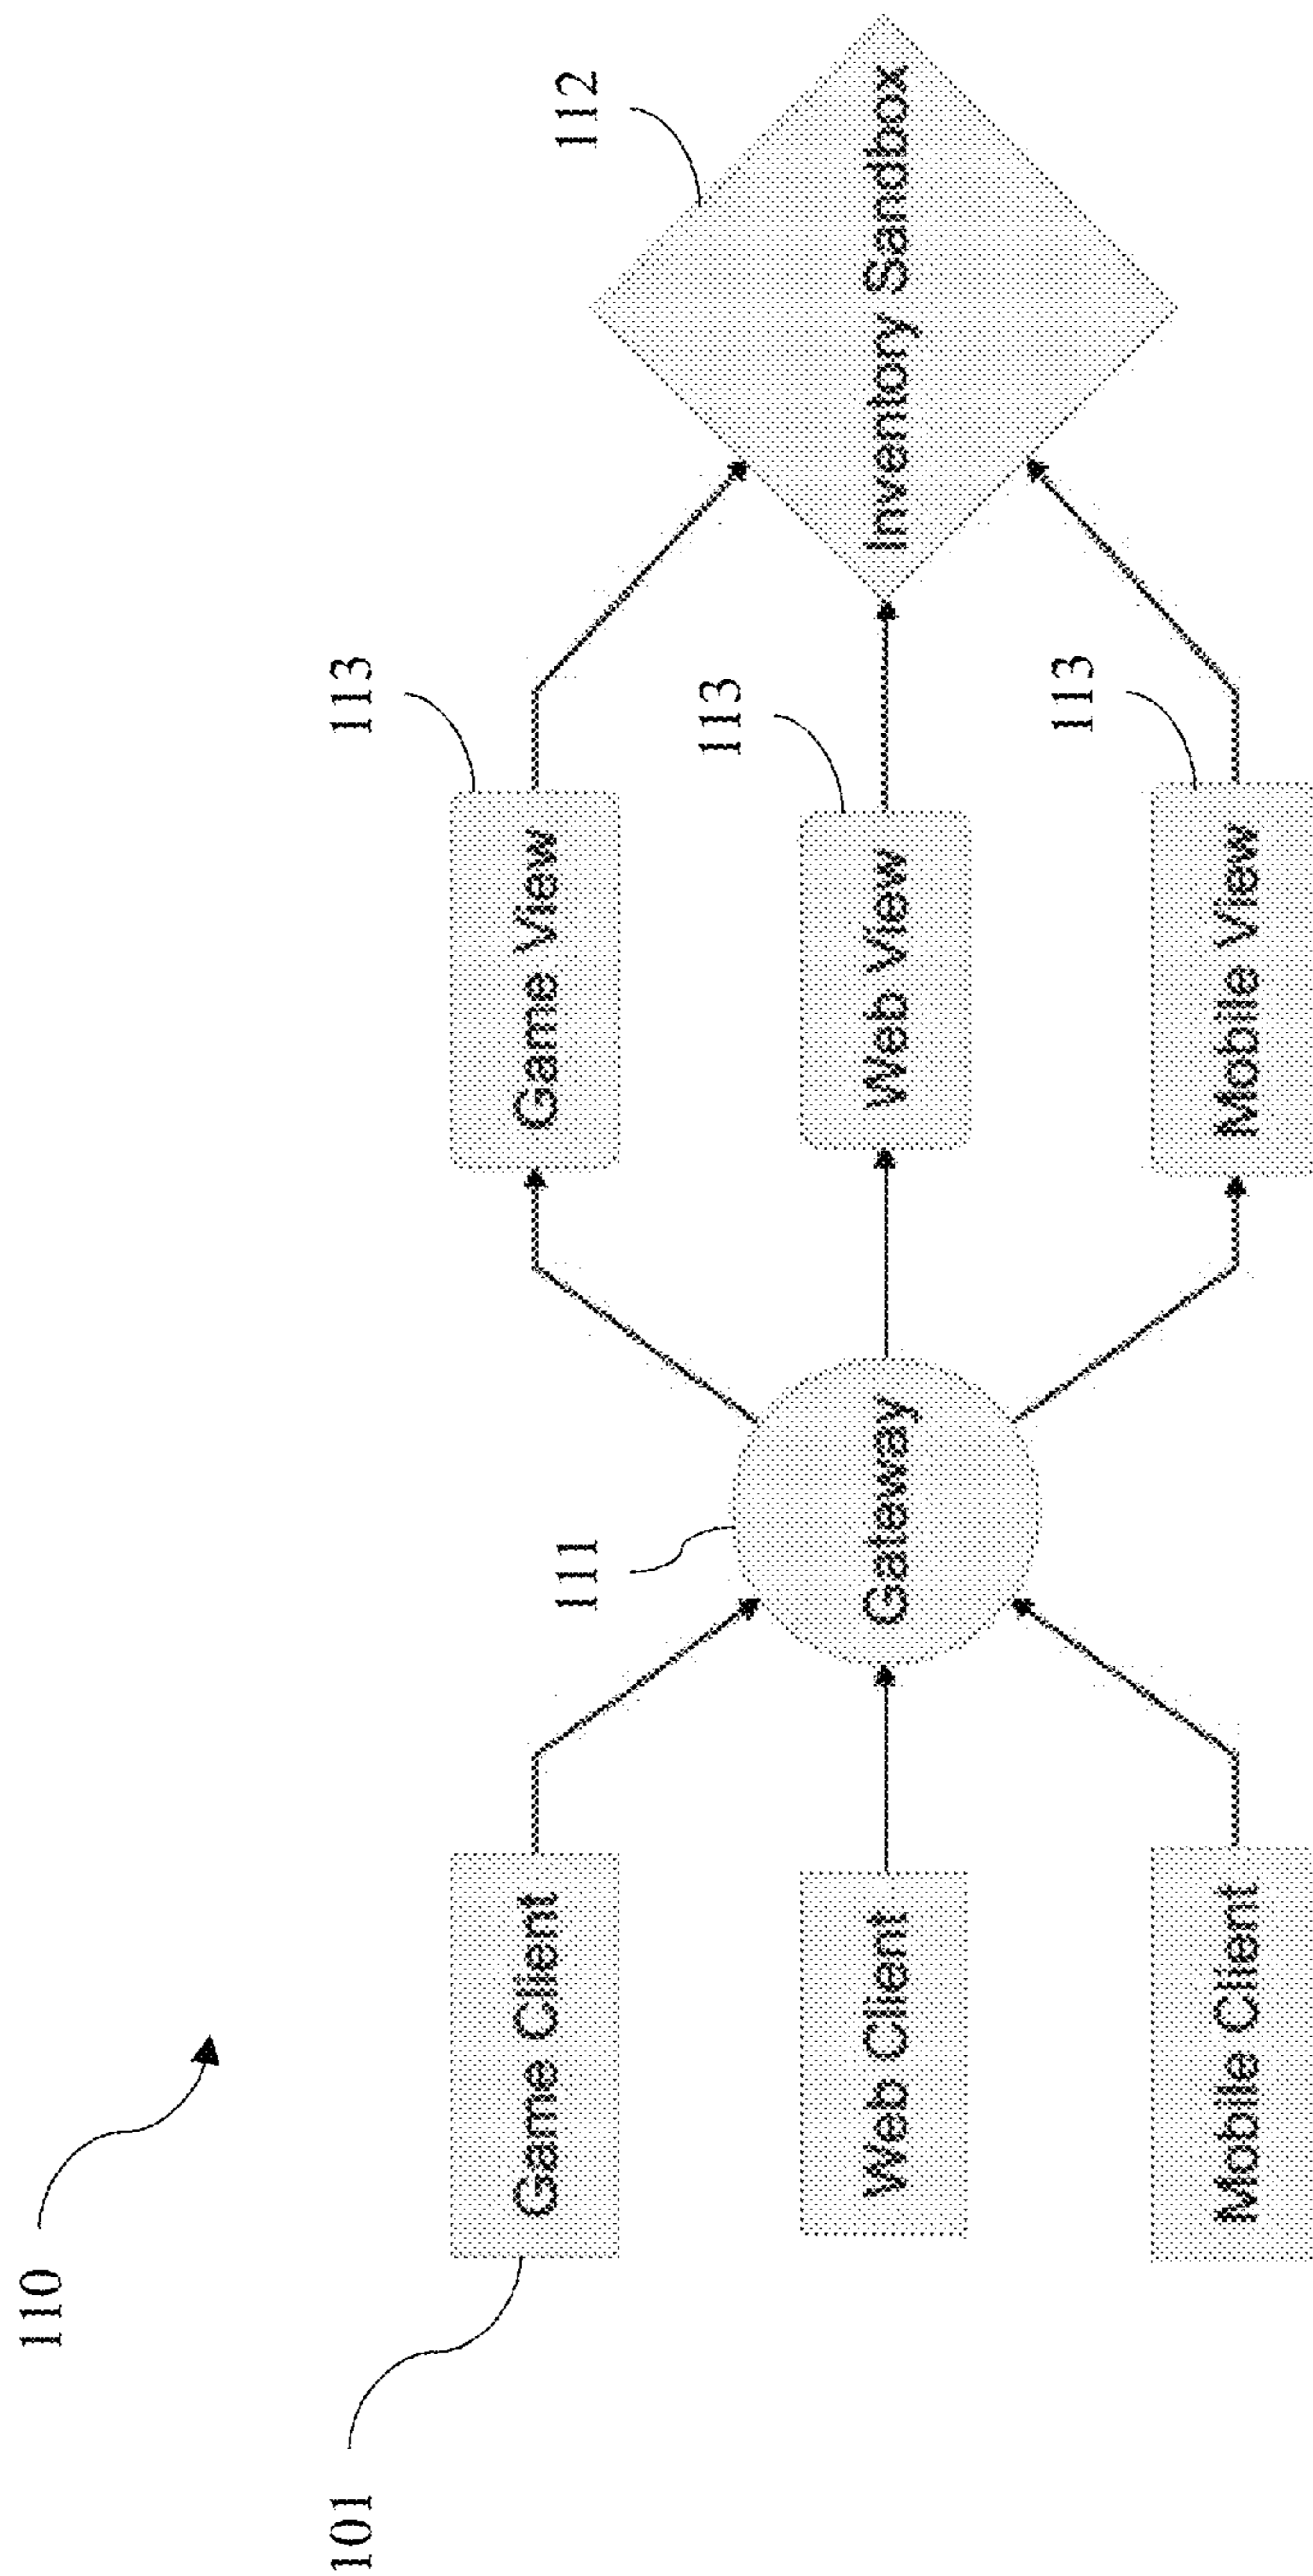 110
101
Game Client
Web Client
Mobile Client
111
Gateway
113
Game View
113
Web View
113
Mobile View
112
Inventory Sandbox